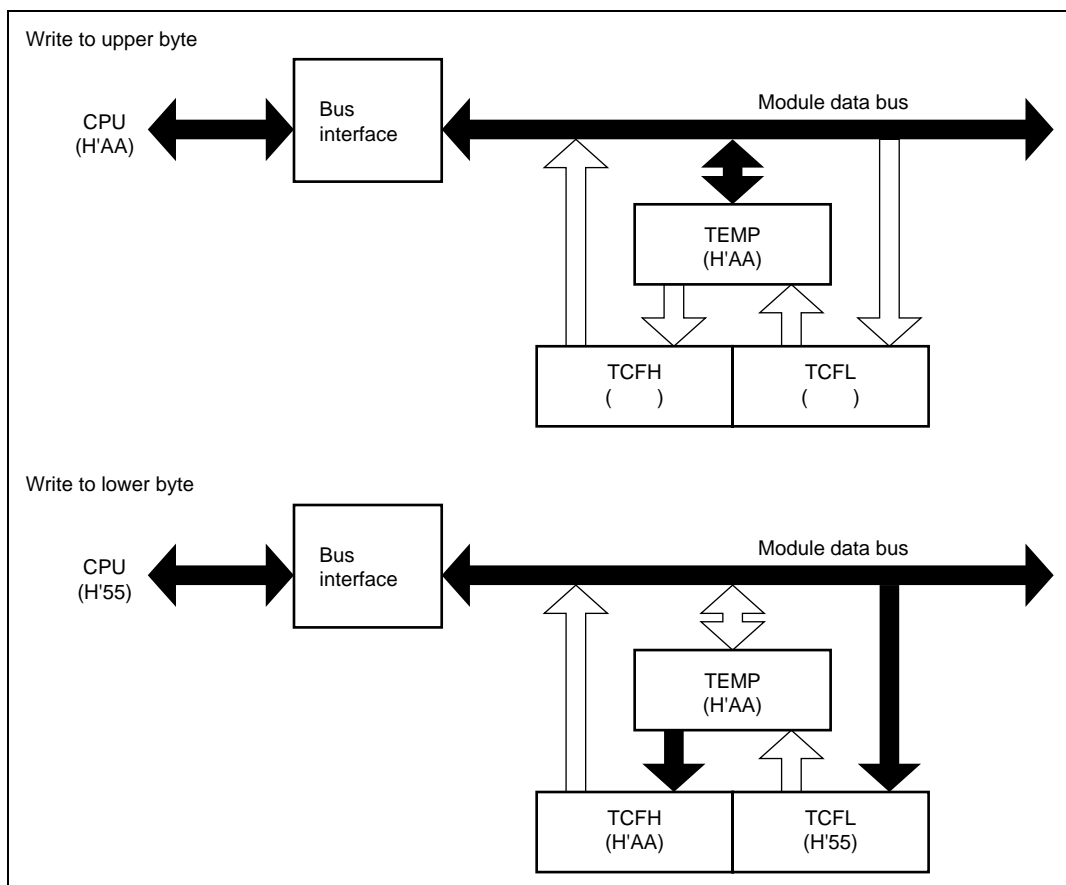 Write to upper byte
CPU
(H'AA)
Bus
interface
Module data bus
TEMP
(H'AA)
TCFH
(      )
TCFL
(      )
Write to lower byte
CPU
(H'55)
Bus
interface
Module data bus
TEMP
(H'AA)
TCFH
(H'AA)
TCFL
(H'55)